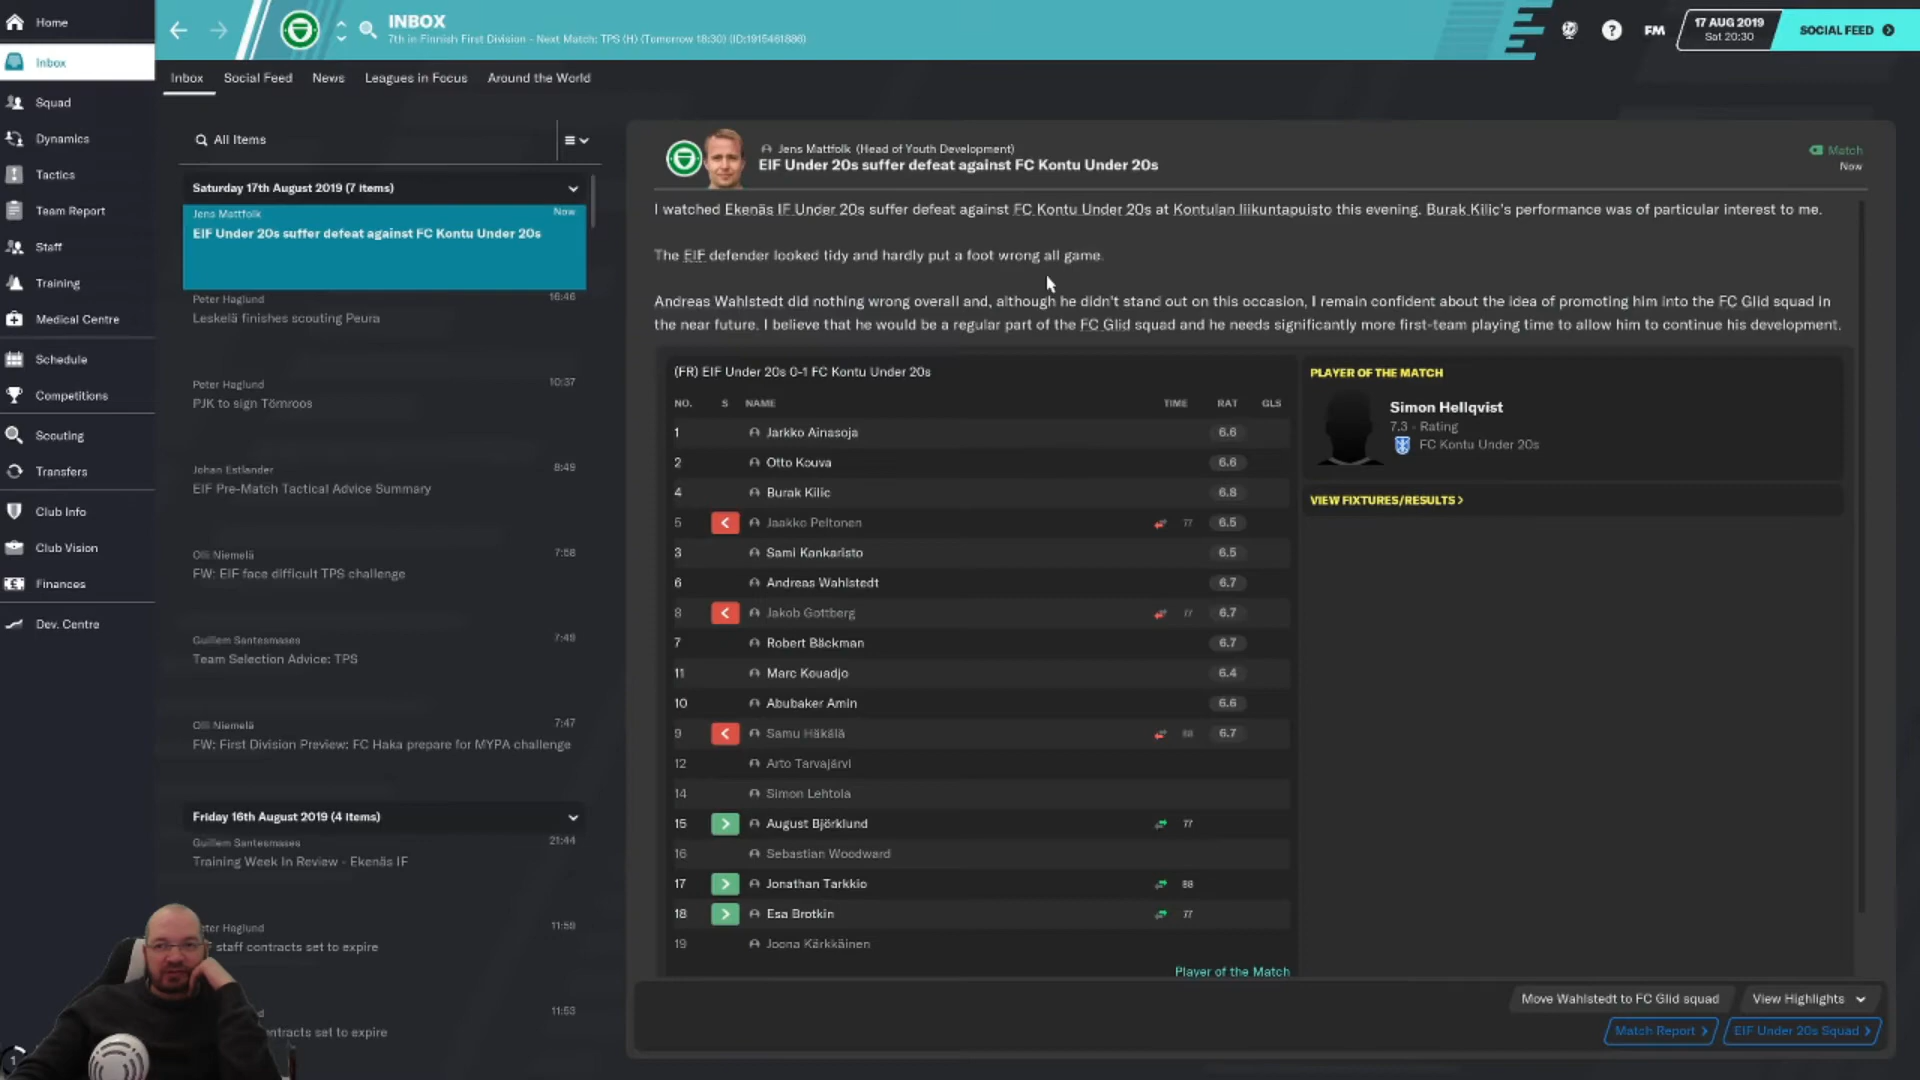 Home
Inbox
Squad
Dynamics
Tactics
Team Report
Staff
Training
Medical Centre
Schedule
Competitions
Scouting
Transfers
Club Info
Club Vision
Finances
Dev. Centre
INBOX
7th in Finnish First Division - Next Match: TPS (H) (Tomorrow 18:30) (ID:1915461886)
FM
17 AUG 2019
Sat 20:30
SOCIAL FEED
Inbox Social Feed News Leagues in Focus Around the World
All Items
Saturday 17th August 2019 (7 items)
Jens Mattfolk Now
EIF Under 20s suffer defeat against FC Kontu Under 20s
Peter Haglund 16:46
Leskelä finishes scouting Peura
Peter Haglund 10:37
PJK to sign Törnroos
Johan Estlander 8:49
EIF Pre-Match Tactical Advice Summary
Olli Niemelä 7:58
FW: EIF face difficult TPS challenge
Guillem Santesmases 7:49
Team Selection Advice: TPS
Olli Niemelä 7:47
FW: First Division Preview: FC Haka prepare for MYPA challenge
Friday 16th August 2019 (4 items)
Guillem Santesmases 21:44
Training Week In Review - Ekenäs IF
eter Haglund 11:59
staff contracts set to expire
11:53
ntracts set to expire
Jens Mattfolk (Head of Youth Development)
EIF Under 20s suffer defeat against FC Kontu Under 20s
Match
Now
I watched Ekenäs IF Under 20s suffer defeat against FC Kontu Under 20s at Kontulan liikuntapuisto this evening. Burak Kilic's performance was of particular interest to me.
The EIF defender looked tidy and hardly put a foot wrong all game.
Andreas Wahlstedt did nothing wrong overall and, although he didn't stand out on this occasion, I remain confident about the idea of promoting him into the FC Glid squad in
the near future. I believe that he would be a regular part of the FC Glid squad and he needs significantly more first-team playing time to allow him to continue his development.
(FR) EIF Under 20s 0-1 FC Kontu Under 20s
NO. S NAME TIME RAT GLS
1 Jarkko Ainasoja 6.6
2 Otto Kouva 6.6
4 Burak Kilic 6.8
5 Jaakko Peltonen 77 6.5
3 Sami Kankaristo 6.5
6 Andreas Wahlstedt 6.7
8 Jakob Gottberg 77 6.7
7 Robert Bäckman 6.7
11 Marc Kouadjo 6.4
10 Abubaker Amin 6.6
9 Samu Häkälä 88 6.7
12 Arto Tarvajärvi
14 Simon Lehtola
15 August Björklund 77
16 Sebastian Woodward
17 Jonathan Tarkkio 88
18 Esa Brotkin 77
19 Joona Kärkkäinen
Player of the Match
PLAYER OF THE MATCH
Simon Hellqvist
7.3 - Rating
FC Kontu Under 20s
VIEW FIXTURES/RESULTS >
Move Wahlstedt to FC Glid squad View Highlights
Match Report > EIF Under 20s Squad >